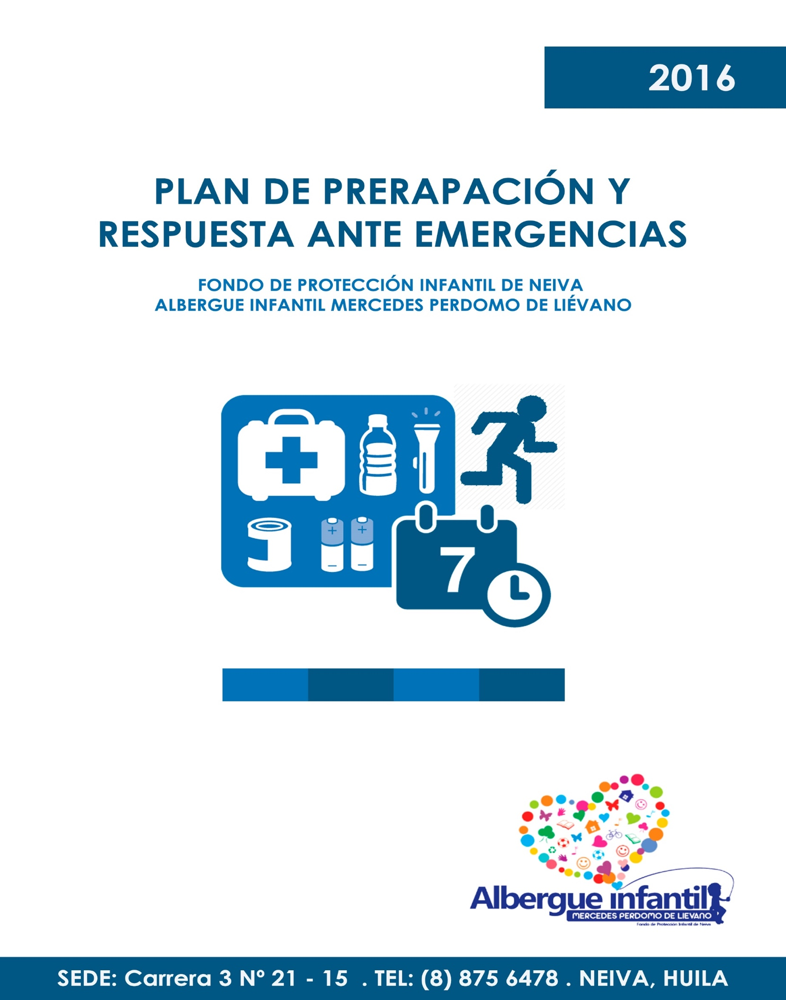 2016
PLAN DE PRERAPACIÓN Y
RESPUESTA ANTE EMERGENCIAS
FONDO DE PROTECCIÓN INFANTIL DE NEIVA
ALBERGUE INFANTIL MERCEDES PERDOMO DE LIÉVANO
7
Albergue infantil
MERCEDES PERDOMO DE LIEVANO
Fondo de Protección Infantil de Neiva
SEDE: Carrera 3 Nº 21 - 15 . TEL: (8) 875 6478 . NEIVA, HUILA